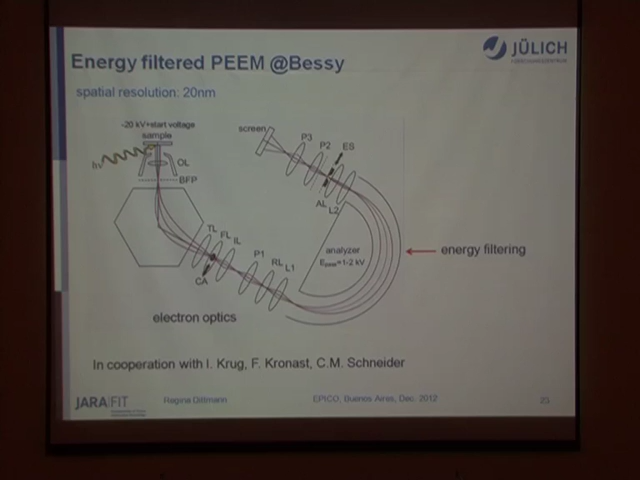 Energy filtered PEEM @Bessy
JÜLICH
FORSCHUNGSZENTRUM
spatial resolution: 20nm
-20 kV+start voltage
sample
hν
OL
BFP
screen
P3
P2
ES
AL
L2
TL
FL
IL
CA
P1
RL
L1
analyzer
energy filtering
electron optics
In cooperation with I. Krug, F. Kronast, C.M. Schneider
JARA|FIT
Regina Dittmann
EPICO, Buenos Aires, Dec. 2012